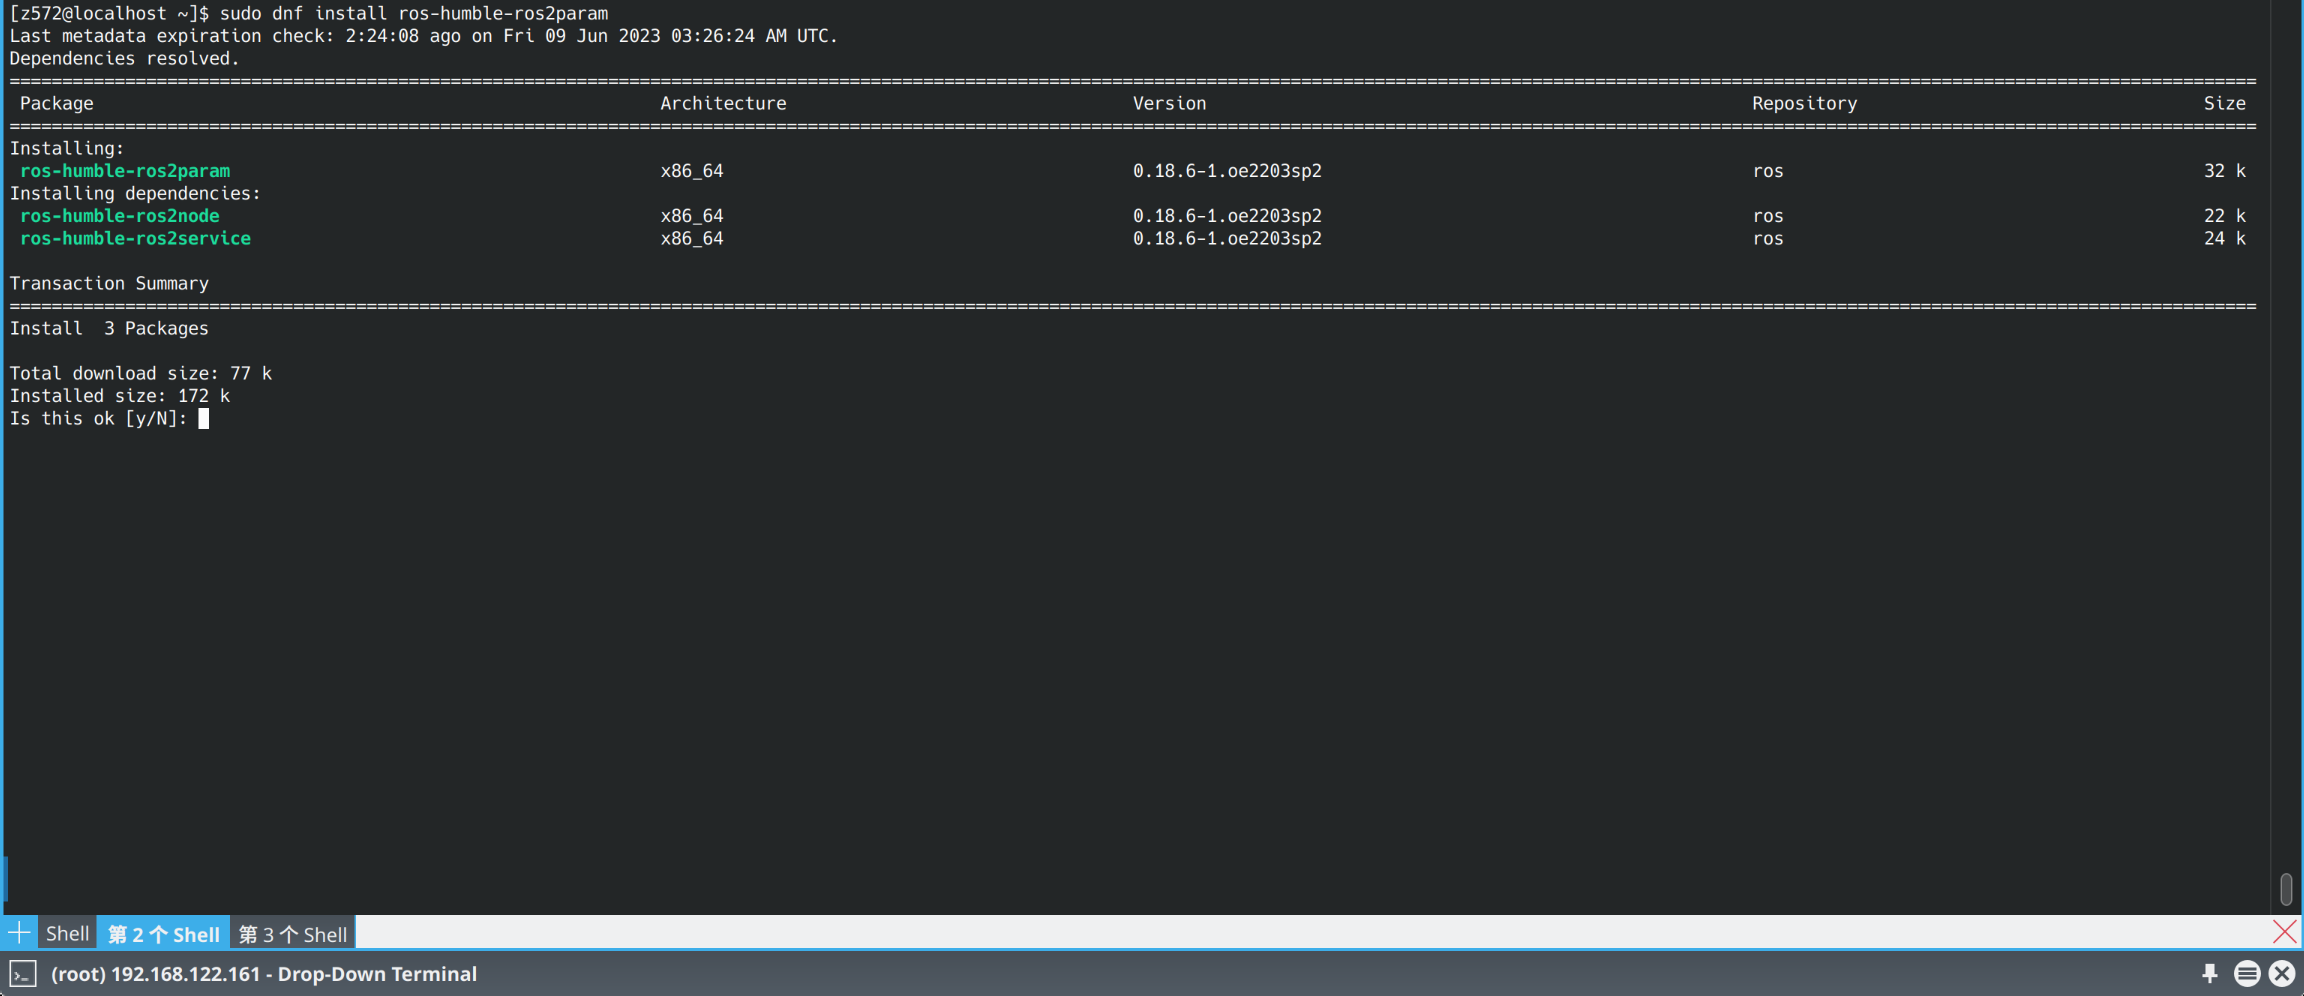 [z572@localhost ~]$ sudo dnf install ros-humble-ros2param
Last metadata expiration check: 2:24:08 ago on Fri 09 Jun 2023 03:26:24 AM UTC.
Dependencies resolved.
================================================================================
Package Architecture Version Repository Size
================================================================================
Installing:
ros-humble-ros2param x86_64 0.18.6-1.oe2203sp2 ros 32 k
Installing dependencies:
ros-humble-ros2node x86_64 0.18.6-1.oe2203sp2 ros 22 k
ros-humble-ros2service x86_64 0.18.6-1.oe2203sp2 ros 24 k
Transaction Summary
================================================================================
Install  3 Packages
Total download size: 77 k
Installed size: 172 k
Is this ok [y/N]:
Shell 第 2 个 Shell 第 3 个 Shell
(root) 192.168.122.161 - Drop-Down Terminal